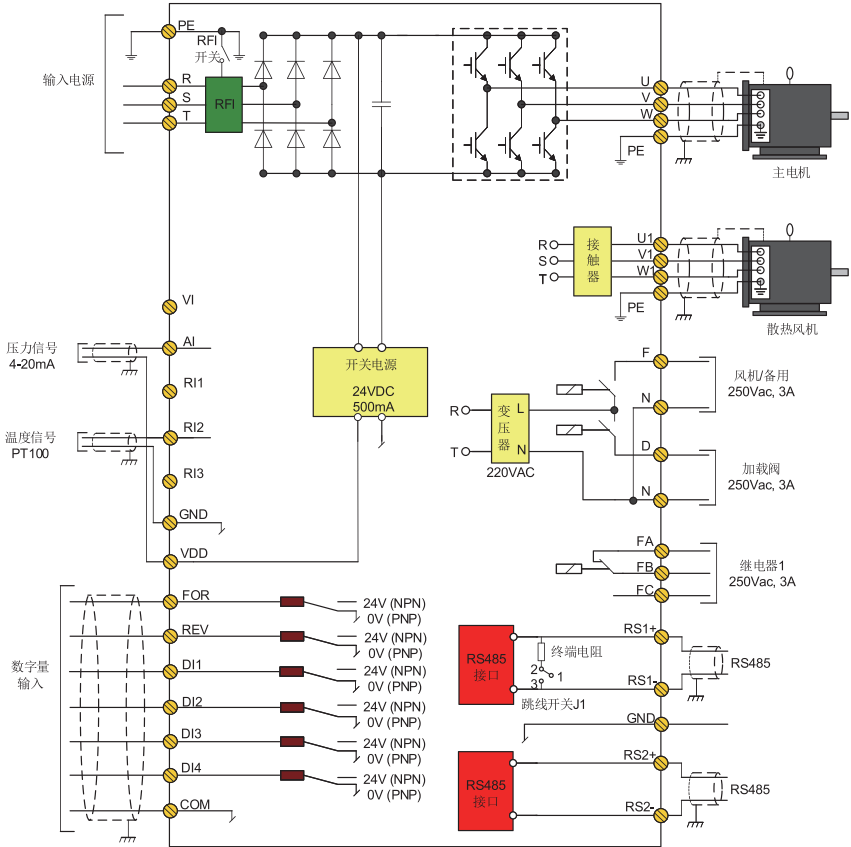 PE
RFI
开关
输入电源
R
S
T
RFI
U
V
W
PE
主电机
R
S
T
接
触
器
U1
V1
W1
PE
散热风机
VI
压力信号
4-20mA
AI
RI1
温度信号
PT100
RI2
RI3
GND
VDD
开关电源
24VDC
500mA
R
T
变
压
器
L
N
220VAC
F
N
风机/备用
250Vac, 3A
D
N
加载阀
250Vac, 3A
FA
FB
FC
继电器1
250Vac, 3A
数字量
输入
FOR
24V (NPN)
0V (PNP)
REV
24V (NPN)
0V (PNP)
DI1
24V (NPN)
0V (PNP)
DI2
24V (NPN)
0V (PNP)
DI3
24V (NPN)
0V (PNP)
DI4
24V (NPN)
0V (PNP)
COM
RS485
接口
终端电阻
2
1
3
跳线开关J1
RS1+
RS1-
RS485
GND
RS485
接口
RS2+
RS2-
RS485